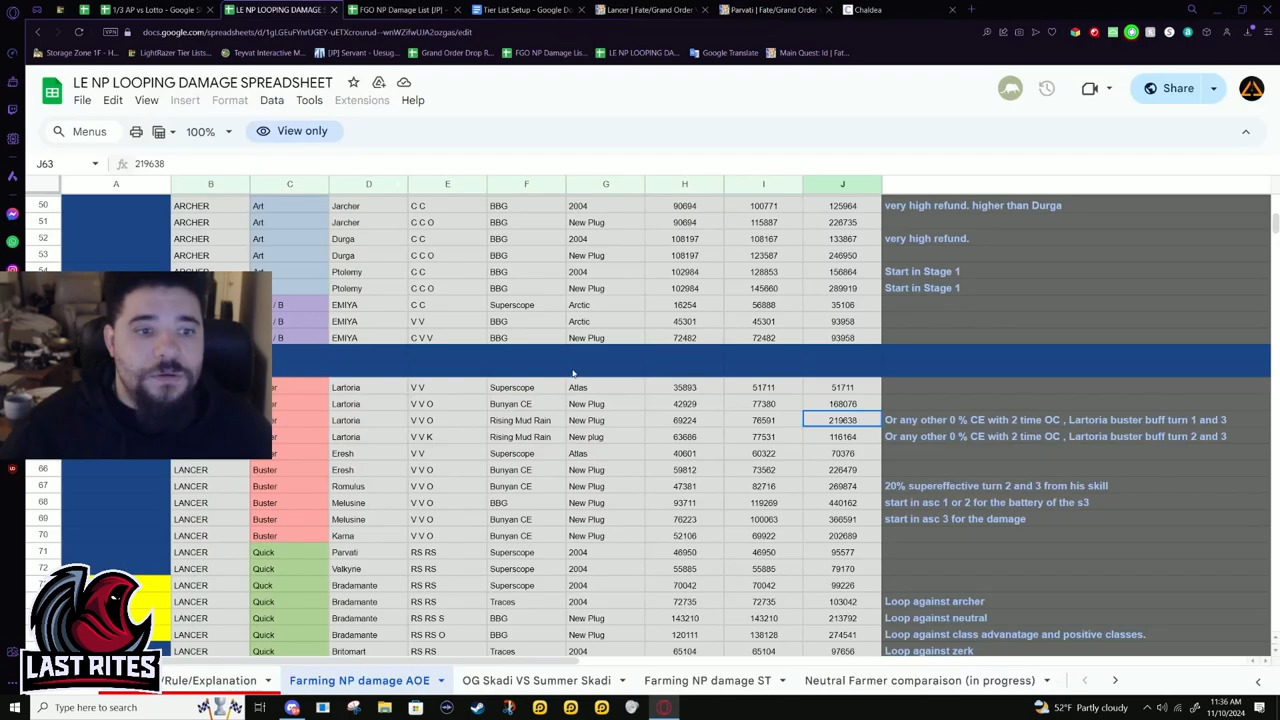 1/3 AP vs Lotto - Google S
LE NP LOOPING DAMAGE S
FGO NP Damage List [JP] -
Tier List Setup - Google Do
Lancer | Fate/Grand Order
Parvati | Fate/Grand Order
Chaldea
VPN docs.google.com/spreadsheets/d/1gLGEuFYnrUGEY-uETXcrourud--wnWZifwUJA2ozgas/edit
Storage Zone 1F - H
LightRazer Tier Lists
Teyvat Interactive M
[JP] Servant - Uesug
Grand Order Drop R
FGO NP Damage Lis
LE NP LOOPING DA
Google Translate
Main Quest: Id | Fat
LE NP LOOPING DAMAGE SPREADSHEET
File Edit View Insert Format Data Tools Extensions Help
Share
Menus 100% View only
J63 219638
A B C D E F G H I J
50 ARCHER Art Jarcher C C BBG 2004 90694 100771 125964 very high refund. higher than Durga
51 ARCHER Art Jarcher C C O BBG New Plug 90694 115887 226735
52 ARCHER Art Durga C C BBG 2004 108197 108167 133867 very high refund.
53 ARCHER Art Durga C C O BBG New Plug 108197 123587 246950
54 ARCHER Art Ptolemy C C BBG 2004 102984 128853 156864 Start in Stage 1
Ptolemy C C O BBG New Plug 102984 145660 289919 Start in Stage 1
/ B EMIYA C C Superscope Arctic 16254 56888 35106
/ B EMIYA V V BBG Arctic 45301 45301 93958
/ B EMIYA C V V BBG New Plug 72482 72482 93958
Lartoria V V Superscope Atlas 35893 51711 51711
Lartoria V V O Bunyan CE New Plug 42929 77380 168076
Lartoria V V O Rising Mud Rain New Plug 69224 76591 219638 Or any other 0 % CE with 2 time OC , Lartoria buster buff turn 1 and 3
Lartoria V V K Rising Mud Rain New plug 63686 77531 116164 Or any other 0 % CE with 2 time OC , Lartoria buster buff turn 2 and 3
Eresh V V Superscope Atlas 40601 60322 70376
66 LANCER Buster Eresh V V O Bunyan CE New Plug 59812 73562 226479
67 LANCER Buster Romulus V V O Bunyan CE New Plug 47381 82716 269874 20% supereffective turn 2 and 3 from his skill
68 LANCER Buster Melusine V V O BBG New Plug 93711 119269 440162 start in asc 1 or 2 for the battery of the s3
69 LANCER Buster Melusine V V O Bunyan CE New Plug 76223 100063 366591 start in asc 3 for the damage
70 LANCER Buster Karna V V O Bunyan CE New Plug 52106 69922 202689
71 LANCER Quick Parvati RS RS Superscope 2004 46950 46950 95577
72 LANCER Quick Valkyrie RS RS Superscope 2004 55885 55885 79170
LANCER Quck Bradamante RS RS Superscope 2004 70042 70042 99226
LANCER Quick Bradamante RS RS Traces 2004 72735 72735 103042 Loop against archer
LANCER Quick Bradamante RS RS S BBG New Plug 143210 143210 213792 Loop against neutral
LANCER Quick Bradamante RS RS O BBG New Plug 120111 138128 274541 Loop against class advanatage and positive classes.
LANCER Quick Britomart RS RS Traces 2004 65104 65104 97656 Loop against zerk
LAST RITES
/Rule/Explanation
Farming NP damage AOE
OG Skadi VS Summer Skadi
Farming NP damage ST
Neutral Farmer comparaison (in progress)
Type here to search
52°F Partly cloudy
11:36 AM
11/10/2024